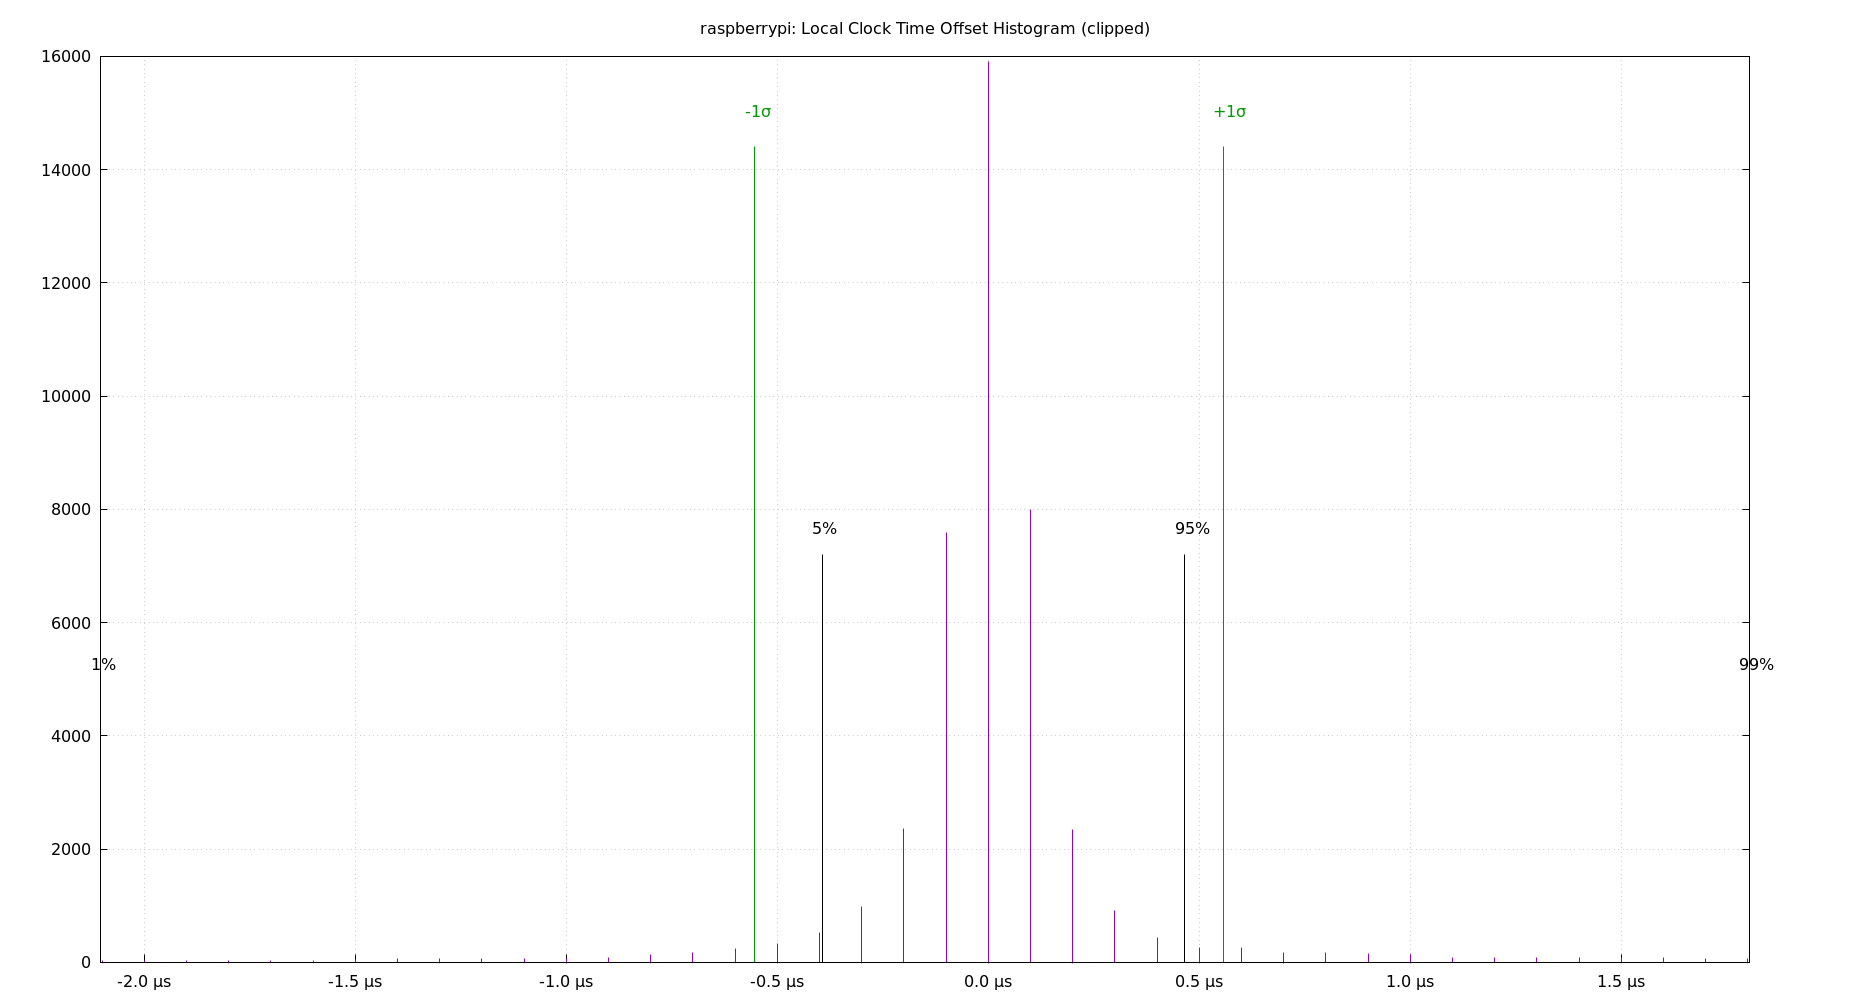 raspberrypi: Local Clock Time Offset Histogram (clipped)
16000
-1σ
+1σ
14000
12000
10000
8000
5%
95%
6000
1%
99%
4000
2000
0
-2.0 µs
-1.5 µs
-1.0 µs
-0.5 µs
0.0 µs
0.5 µs
1.0 µs
1.5 µs